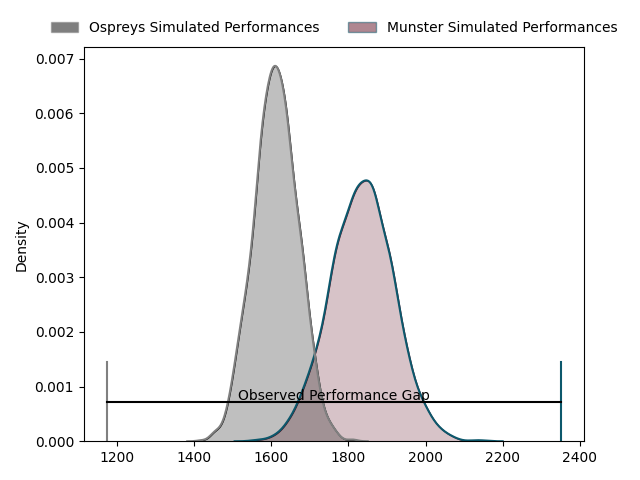 Ospreys Simulated Performances Munster Simulated Performances
0.007
0.006
0.005
0.004
0.003
0.002
0.001
0.000
Density
Observed Performance Gap
1200 1400 1600 1800 2000 2200 2400